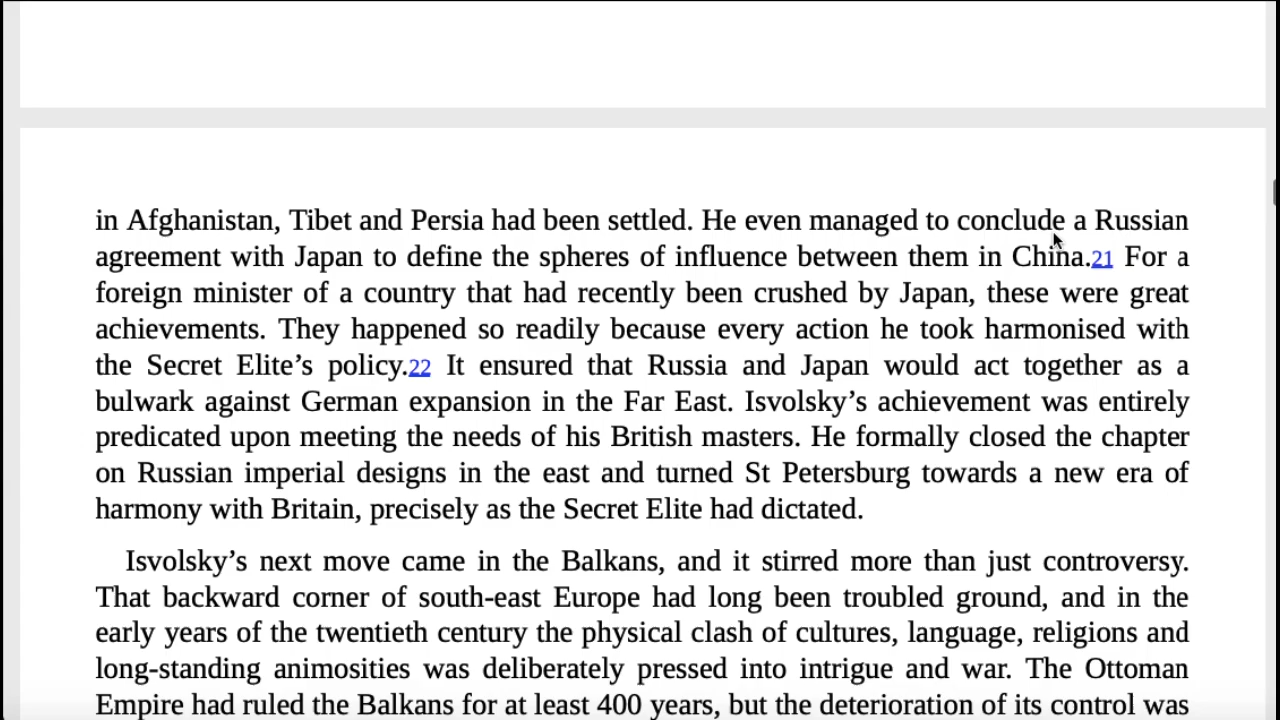 in Afghanistan, Tibet and Persia had been settled. He even managed to conclude a Russian
agreement with Japan to define the spheres of influence between them in China.21 For a
foreign minister of a country that had recently been crushed by Japan, these were great
achievements. They happened so readily because every action he took harmonised with
the Secret Elite’s policy.22 It ensured that Russia and Japan would act together as a
bulwark against German expansion in the Far East. Isvolsky’s achievement was entirely
predicated upon meeting the needs of his British masters. He formally closed the chapter
on Russian imperial designs in the east and turned St Petersburg towards a new era of
harmony with Britain, precisely as the Secret Elite had dictated.
Isvolsky’s next move came in the Balkans, and it stirred more than just controversy.
That backward corner of south-east Europe had long been troubled ground, and in the
early years of the twentieth century the physical clash of cultures, language, religions and
long-standing animosities was deliberately pressed into intrigue and war. The Ottoman
Empire had ruled the Balkans for at least 400 years, but the deterioration of its control was